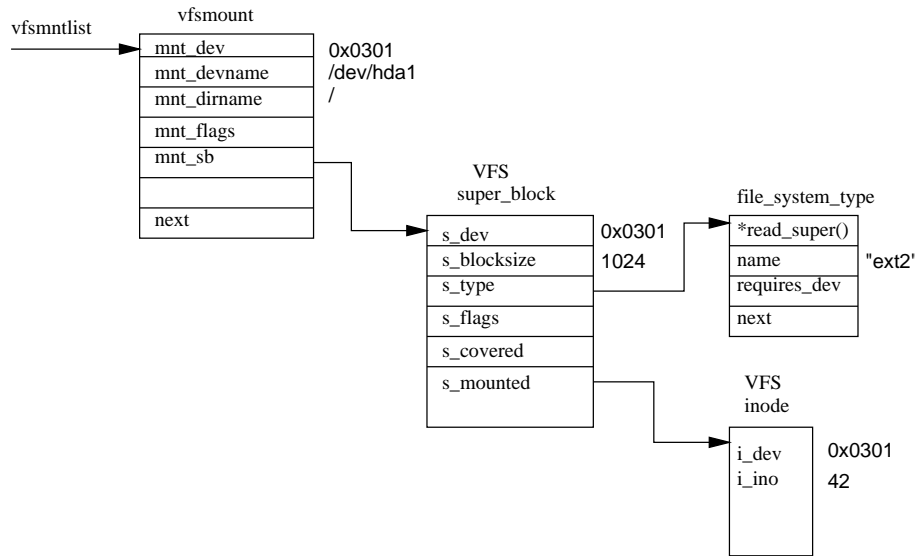 vfsmount
vfsmntlist
mnt_dev 0x0301
mnt_devname /dev/hda1
mnt_dirname /
mnt_flags
mnt_sb
next
VFS
super_block
s_dev 0x0301
s_blocksize 1024
s_type
s_flags
s_covered
s_mounted
file_system_type
*read_super()
name "ext2'
requires_dev
next
VFS
inode
i_dev 0x0301
i_ino 42